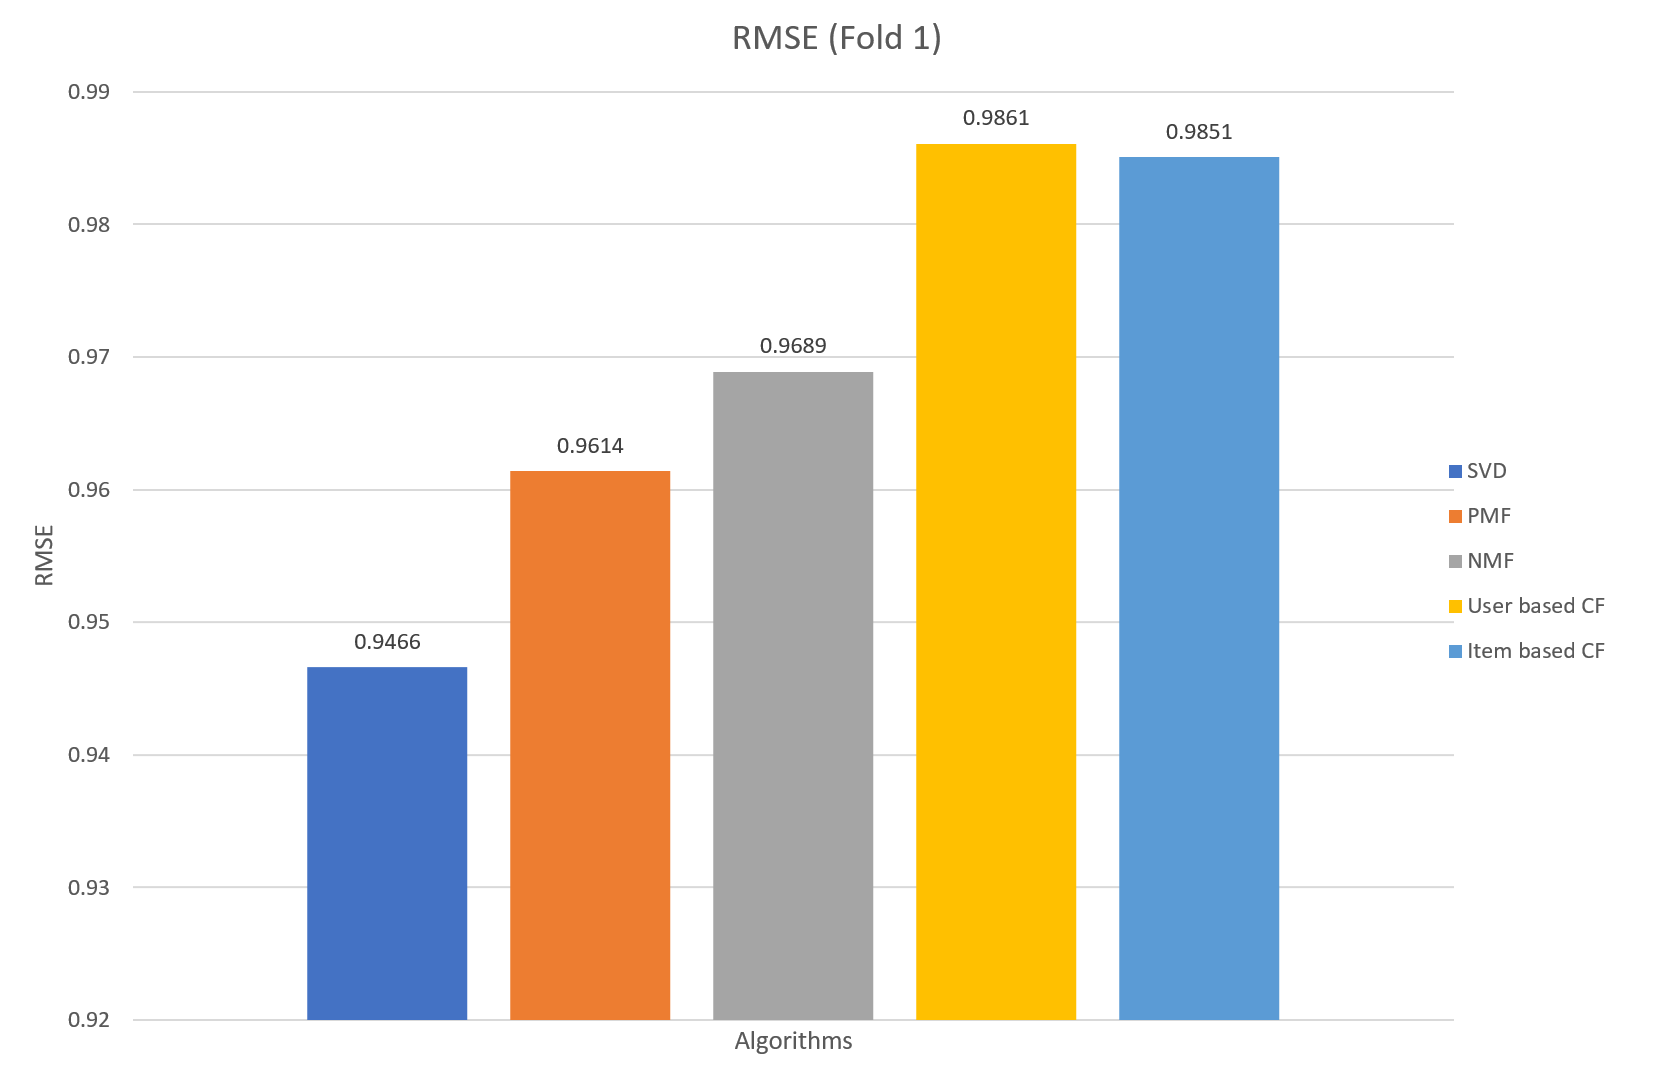 RMSE (Fold 1)
0.99
0.98
0.97
0.96
0.95
0.94
0.93
0.92
RMSE
0.9466
0.9614
0.9689
0.9861
0.9851
Algorithms
SVD
PMF
NMF
User based CF
Item based CF